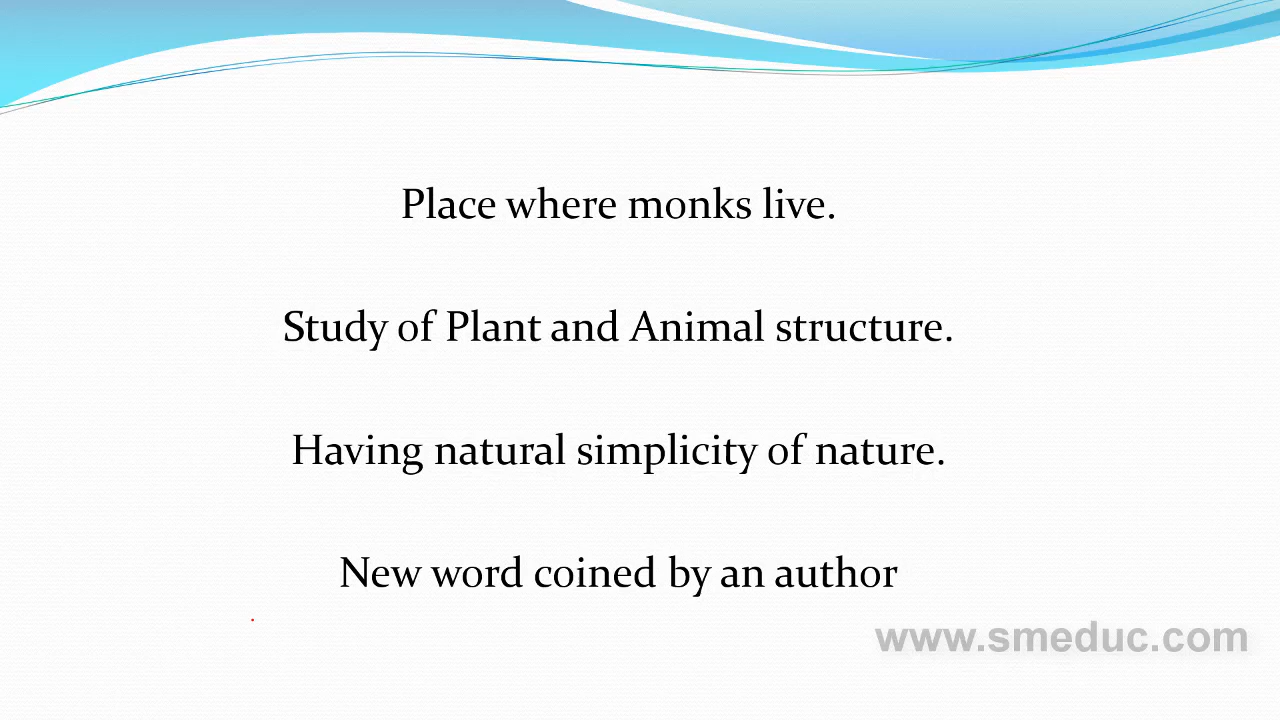 Place where monks live.
Study of Plant and Animal structure.
Having natural simplicity of nature.
New word coined by an author
www.smeduc.com